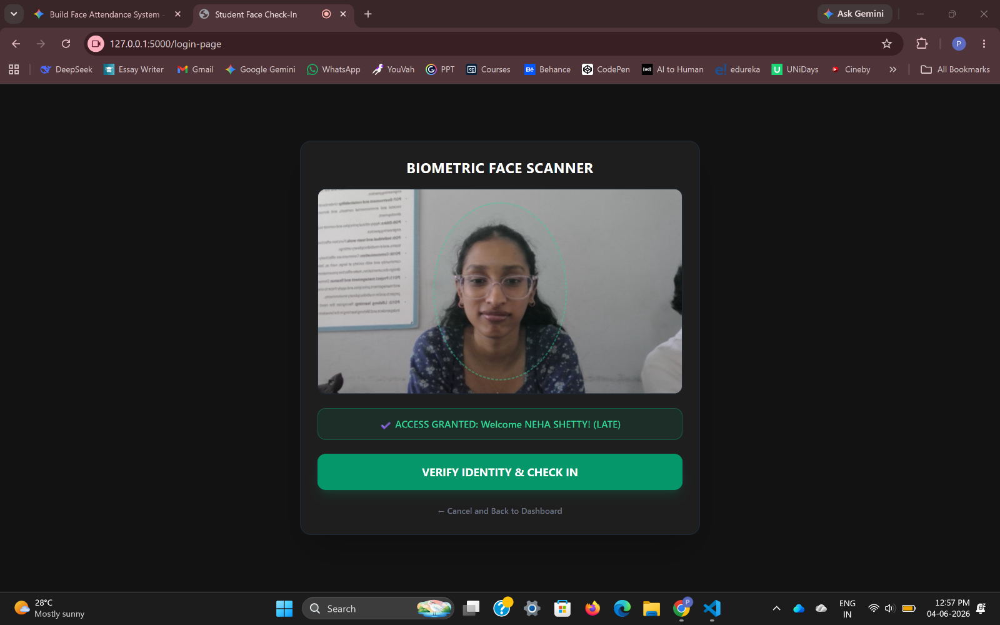 Build Face Attendance System -
Student Face Check-In
Ask Gemini
127.0.0.1:5000/login-page
P
DeepSeek
Essay Writer
Gmail
Google Gemini
WhatsApp
YouVah
PPT
Courses
Behance
CodePen
AI to Human
edureka
UNiDays
Cineby
All Bookmarks
BIOMETRIC FACE SCANNER
ACCESS GRANTED: Welcome NEHA SHETTY! (LATE)
VERIFY IDENTITY & CHECK IN
← Cancel and Back to Dashboard
28°C
Mostly sunny
Search
ENG
IN
12:57 PM
04-06-2026